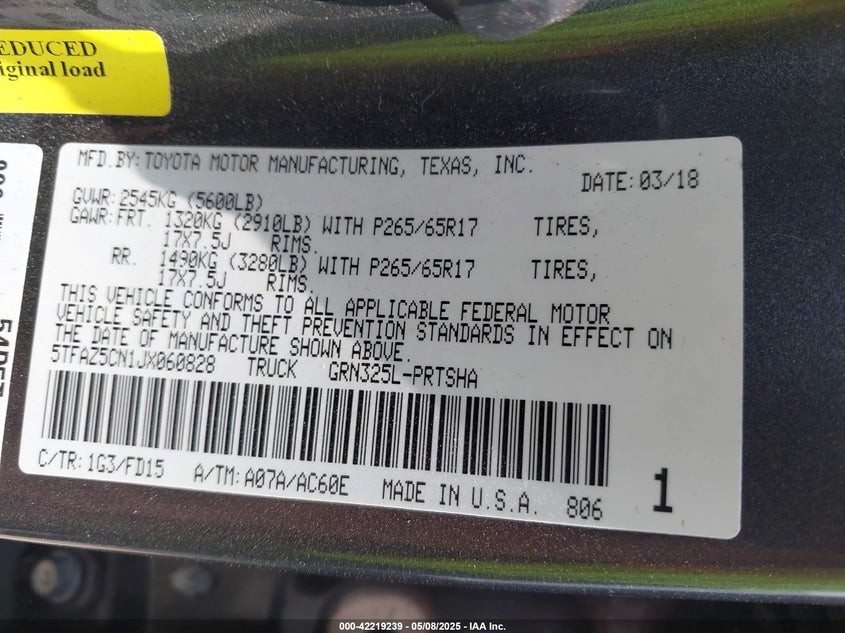 EDUCED
iginal load
MFD.BY:TOYOTA MOTOR MANUFACTURING, TEXAS, INC.
DATE:03/18
GVWR:2545KG (5600LB)
GAWR:FRT. 1320KG (2910LB) WITH P265/65R17 TIRES,
17X7.5J RIMS.
RR. 1490KG (3280LB) WITH P265/65R17 TIRES,
17X7.5J RIMS.
THIS VEHICLE CONFORMS TO ALL APPLICABLE FEDERAL MOTOR
VEHICLE SAFETY AND THEFT PREVENTION STANDARDS IN EFFECT ON
THE DATE OF MANUFACTURE SHOWN ABOVE.
5TFAZ5CN1JX060828 TRUCK GRN325L-PRTSHA
C/TR:1G3/FD15 A/TM:A07A/AC60E MADE IN U.S.A. 806
1
000-42219239 - 05/08/2025 - IAA Inc.